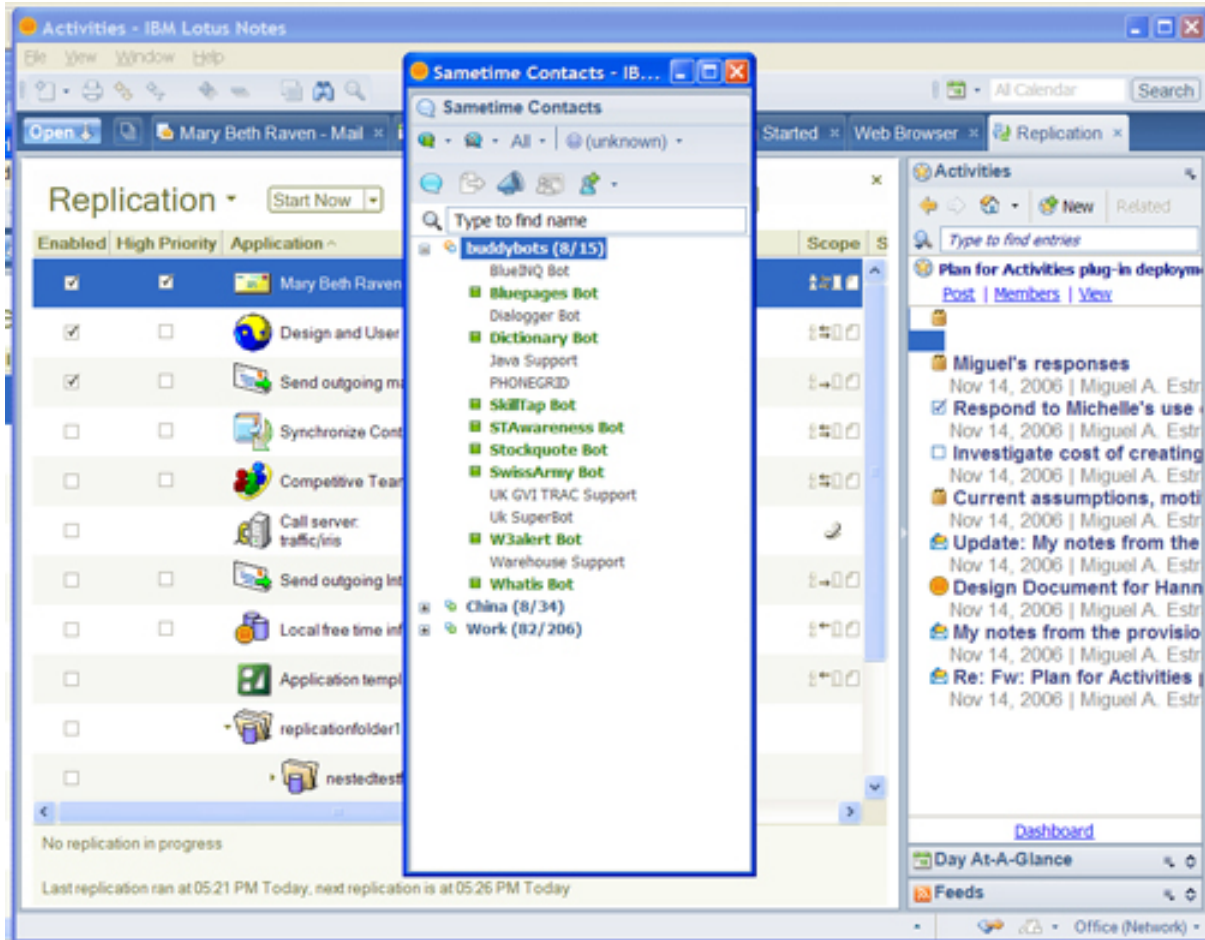 Activities - IBM Lotus Notes
File View Window Help
All Calendar
Search
Open
Mary Beth Raven - Mail
Started
Web Browser
Replication
Replication
Start Now
Enabled
High Priority
Application
Scope
S
Mary Beth Raven
Design and User
Send outgoing ma
Synchronize Cont
Competitive Tear
Call server:
traffic/iris
Send outgoing Int
Local free time inf
Application templ
replicationfolder1
nestedtestf
No replication in progress
Last replication ran at 05:21 PM Today, next replication is at 05:26 PM Today
Sametime Contacts - IB...
Sametime Contacts
All
(unknown)
Type to find name
buddybots (8/15)
BlueINQ Bot
Bluepages Bot
Dialogger Bot
Dictionary Bot
Java Support
PHONEGRID
SkillTap Bot
STAwareness Bot
Stockquote Bot
SwissArmy Bot
UK GVI TRAC Support
Uk SuperBot
W3alert Bot
Warehouse Support
Whatis Bot
China (8/34)
Work (82/206)
Activities
New
Related
Type to find entries
Plan for Activities plug-in deploym
Post | Members | View
Miguel's responses
Nov 14, 2006 | Miguel A. Estr
Respond to Michelle's use
Nov 14, 2006 | Miguel A. Estr
Investigate cost of creating
Nov 14, 2006 | Miguel A. Estr
Current assumptions, moti
Nov 14, 2006 | Miguel A. Estr
Update: My notes from the
Nov 14, 2006 | Miguel A. Estr
Design Document for Hann
Nov 14, 2006 | Miguel A. Estr
My notes from the provisio
Nov 14, 2006 | Miguel A. Estr
Re: Fw: Plan for Activities
Nov 14, 2006 | Miguel A. Estr
Dashboard
Day At-A-Glance
Feeds
Office (Network)